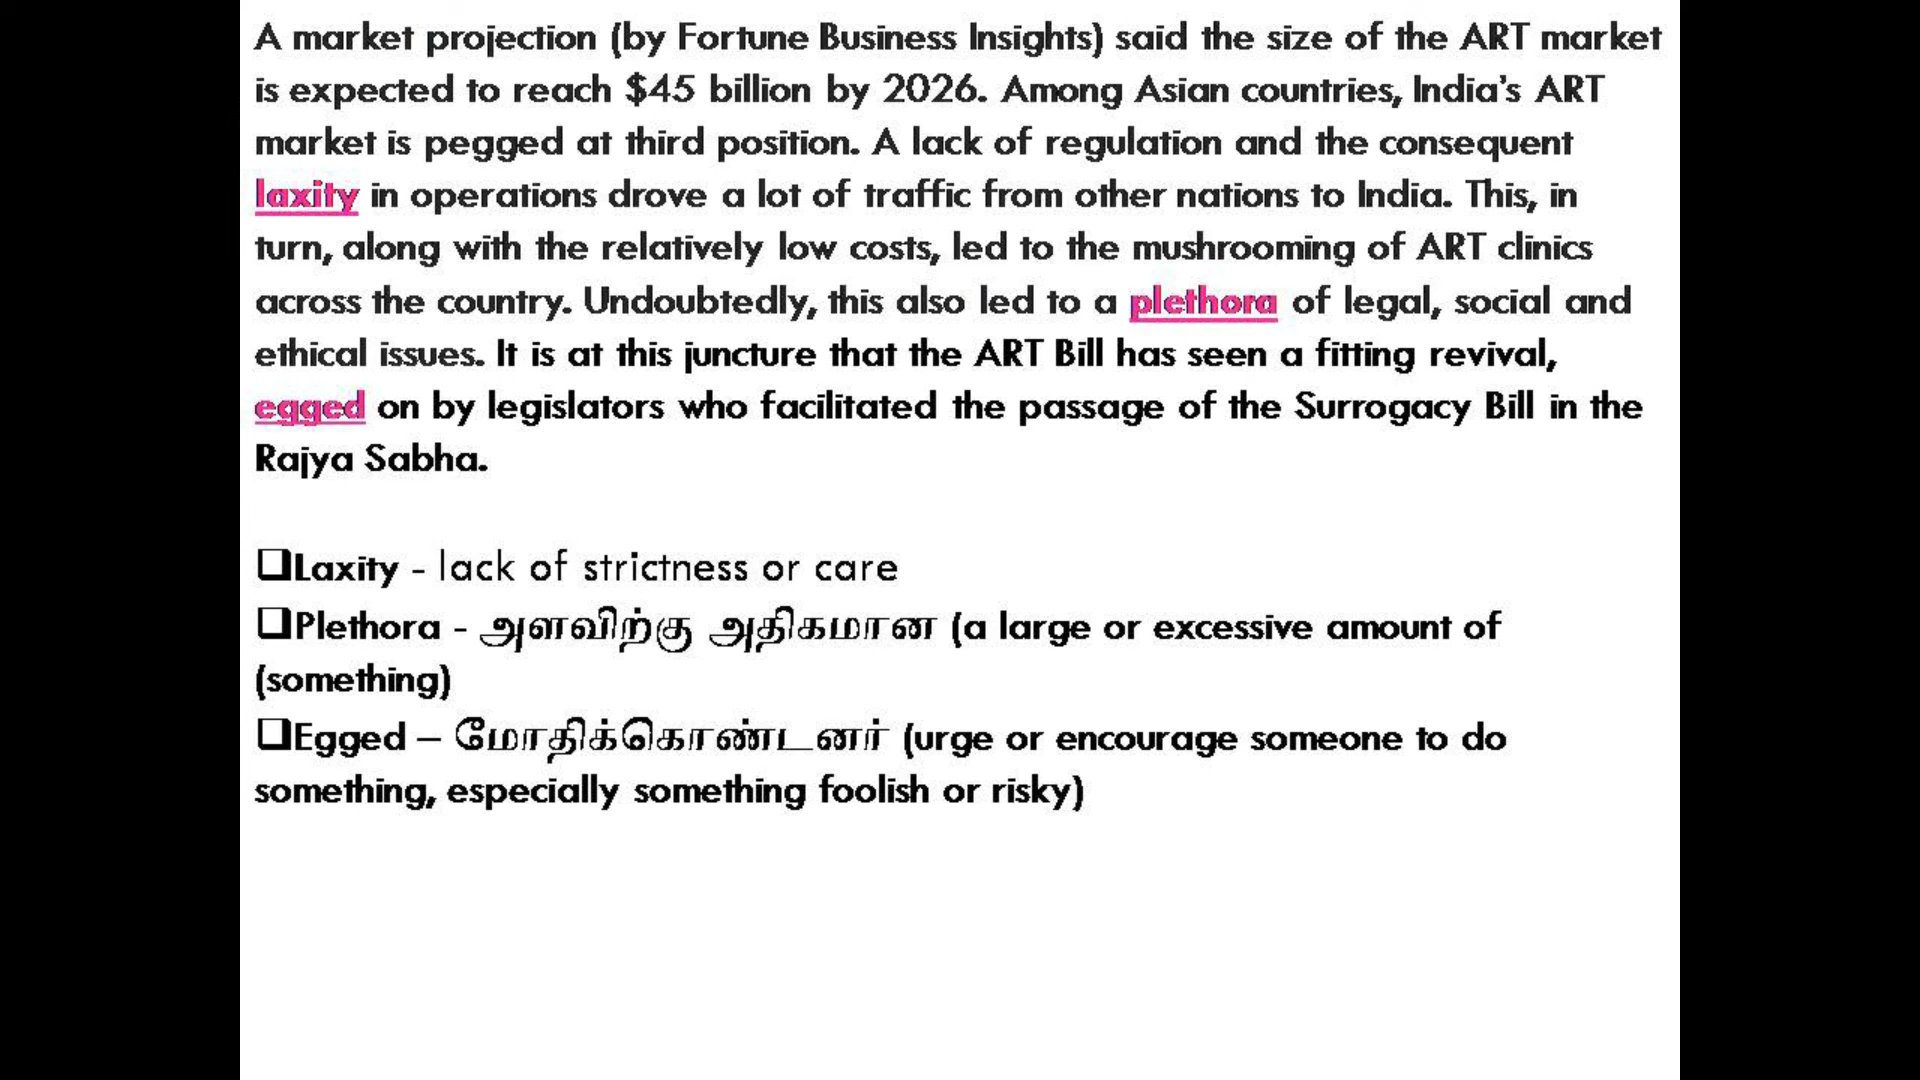 A market projection (by Fortune Business Insights) said the size of the ART market
is expected to reach $45 billion by 2026. Among Asian countries, India's ART
market is pegged at third position. A lack of regulation and the consequent
laxity in operations drove a lot of traffic from other nations to India. This, in
turn, along with the relatively low costs, led to the mushrooming of ART clinics
across the country. Undoubtedly, this also led to a plethora of legal, social and
ethical issues. It is at this juncture that the ART Bill has seen a fitting revival,
egged on by legislators who facilitated the passage of the Surrogacy Bill in the
Rajya Sabha.
❑Laxity - lack of strictness or care
❑Plethora - அளவிற்கு அதிகமான (a large or excessive amount of
(something)
❑Egged – மோதிக்கொண்டனர் (urge or encourage someone to do
something, especially something foolish or risky)